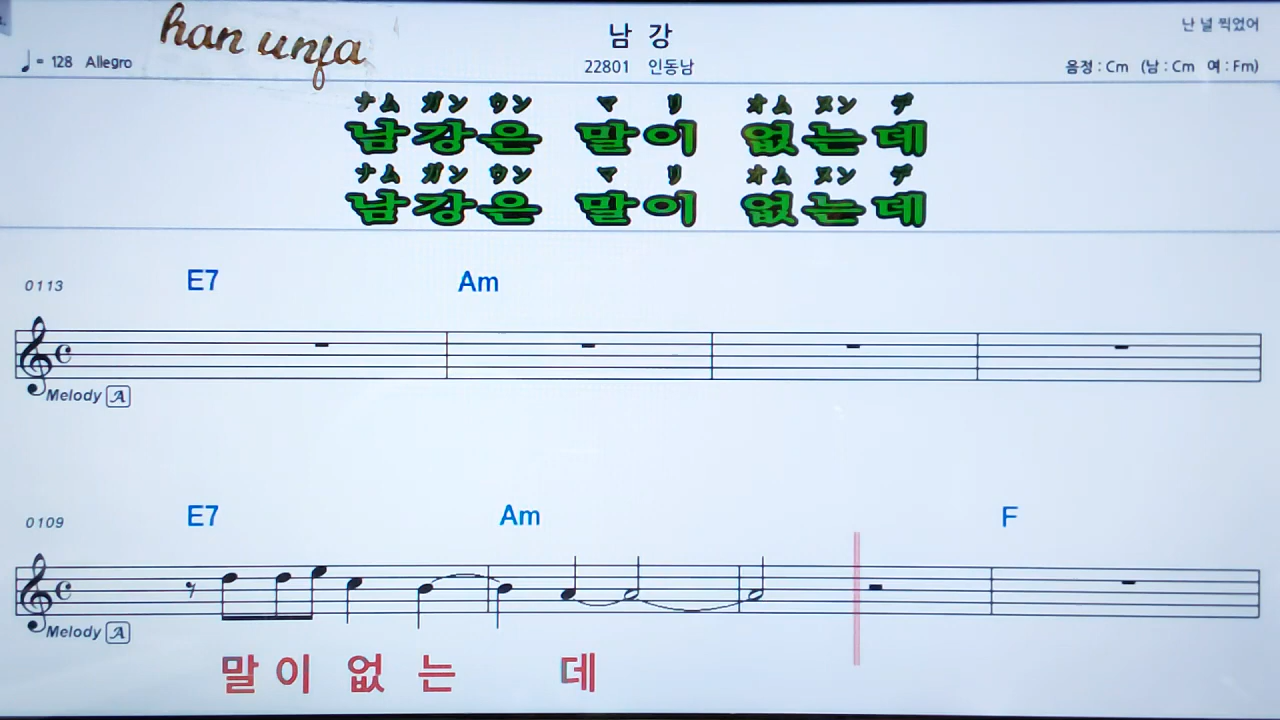 han unfa
남 강
난 널 찍었어
♩ = 128 Allegro
22801 인동남
음정 : Cm (남 : Cm 여 : Fm)
ナム ガン ウン マ リ オム ヌン デ
남강은 말이 없는데
ナム ガン ウン マ リ オム ヌン デ
남강은 말이 없는데
0113 E7 Am
Melody A
0109 E7 Am F
Melody A
말 이 없 는 데